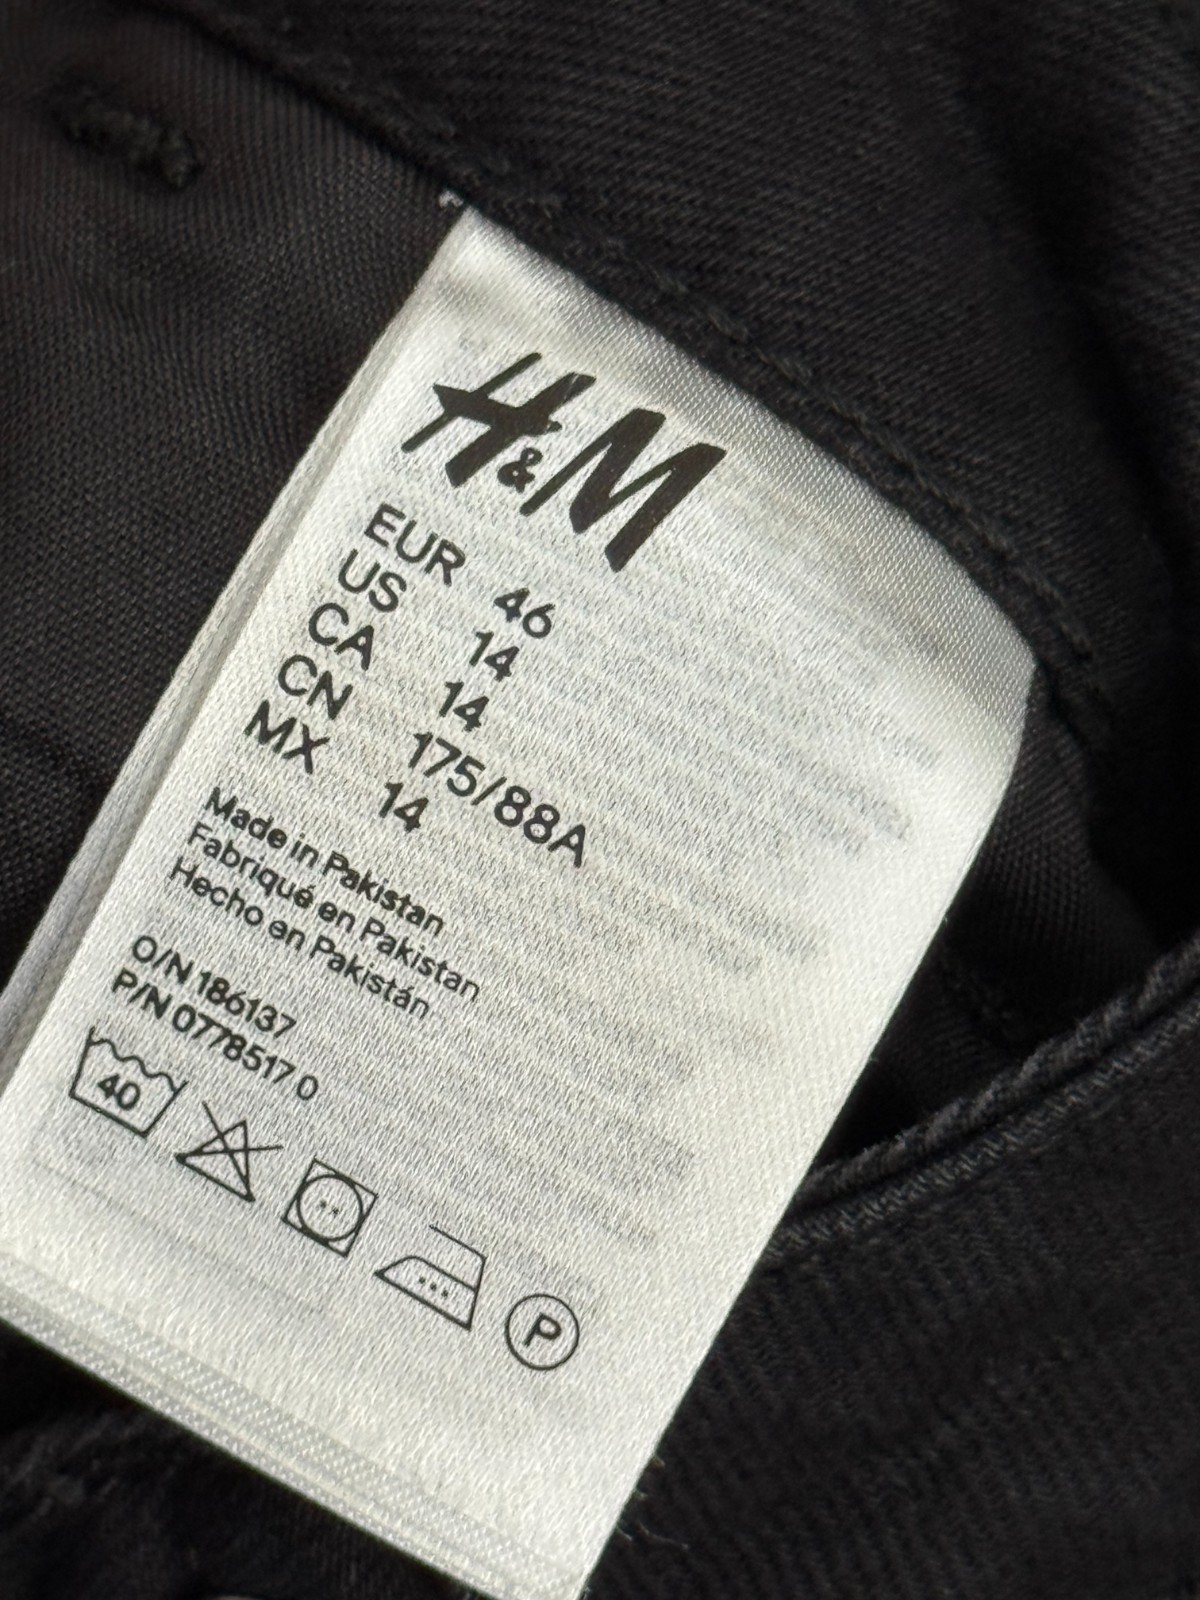 H&M
EUR 46
US 14
CA 14
CN 175/88A
MX 14
Made in Pakistan
Fabriqué en Pakistan
Hecho en Pakistán
O/N 186137
P/N 0778517 0
40
P